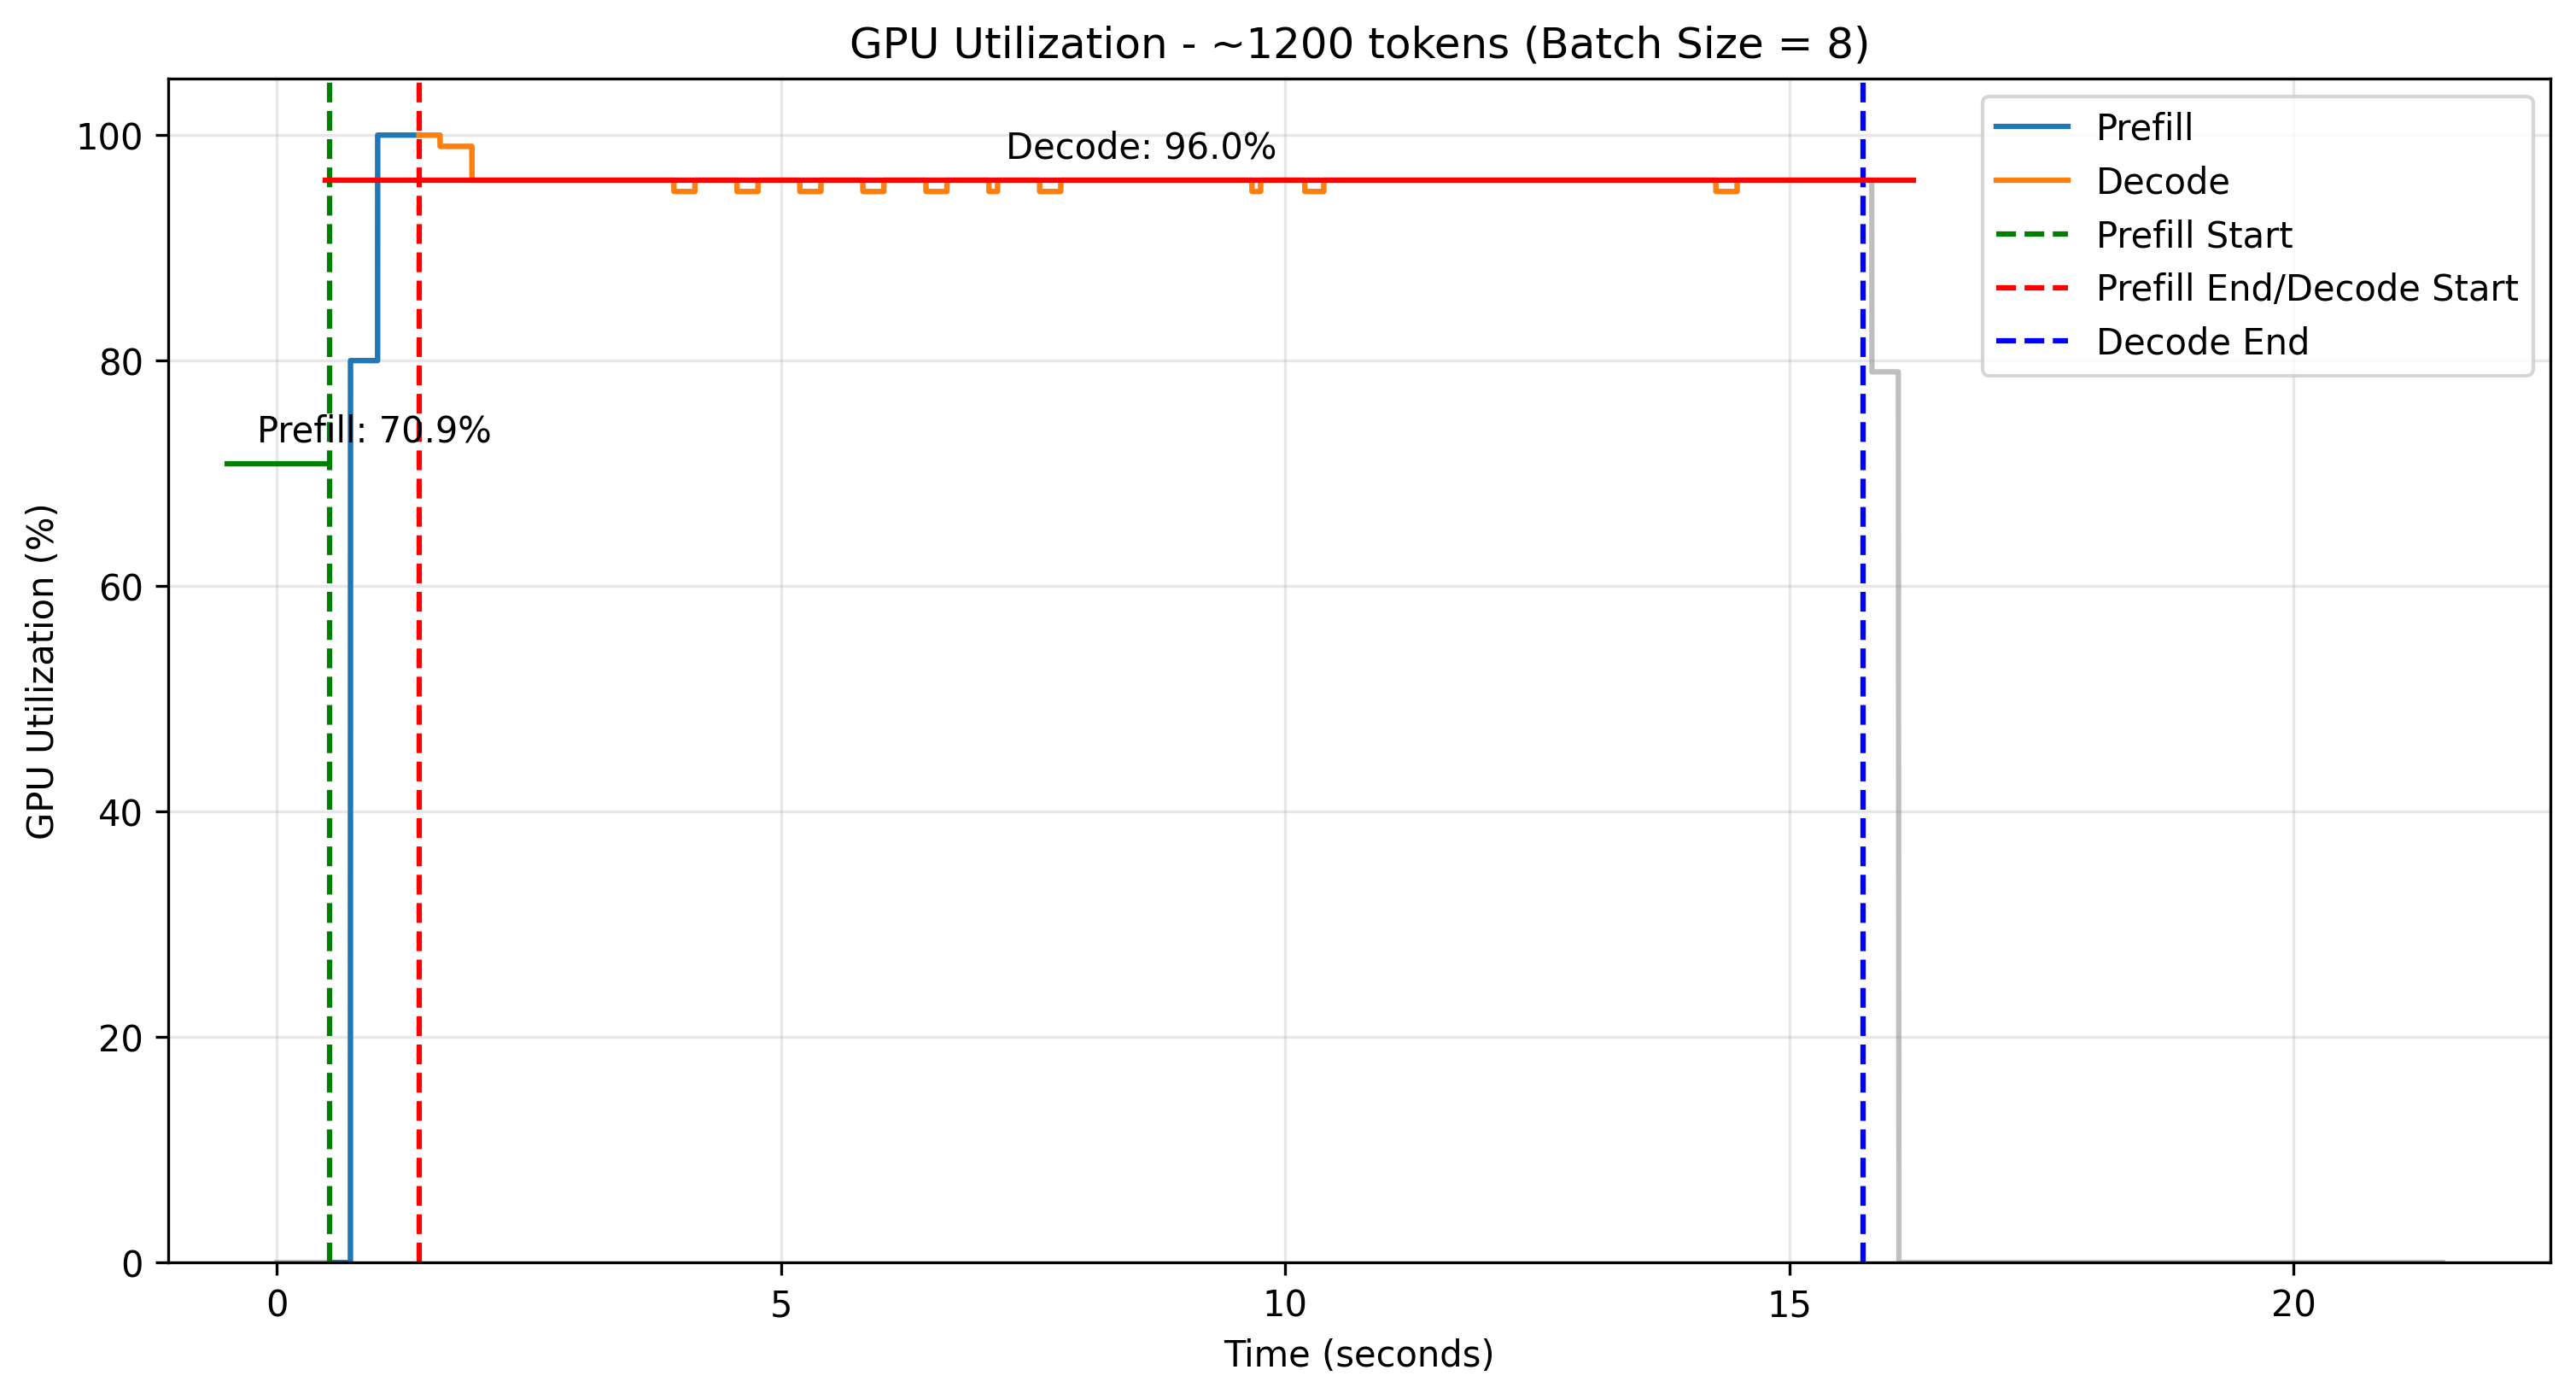 GPU Utilization - ~1200 tokens (Batch Size = 8)
Prefill
Decode
Prefill Start
Prefill End/Decode Start
Decode End
Decode: 96.0%
Prefill: 70.9%
GPU Utilization (%)
100
80
60
40
20
0
0 5 10 15 20
Time (seconds)